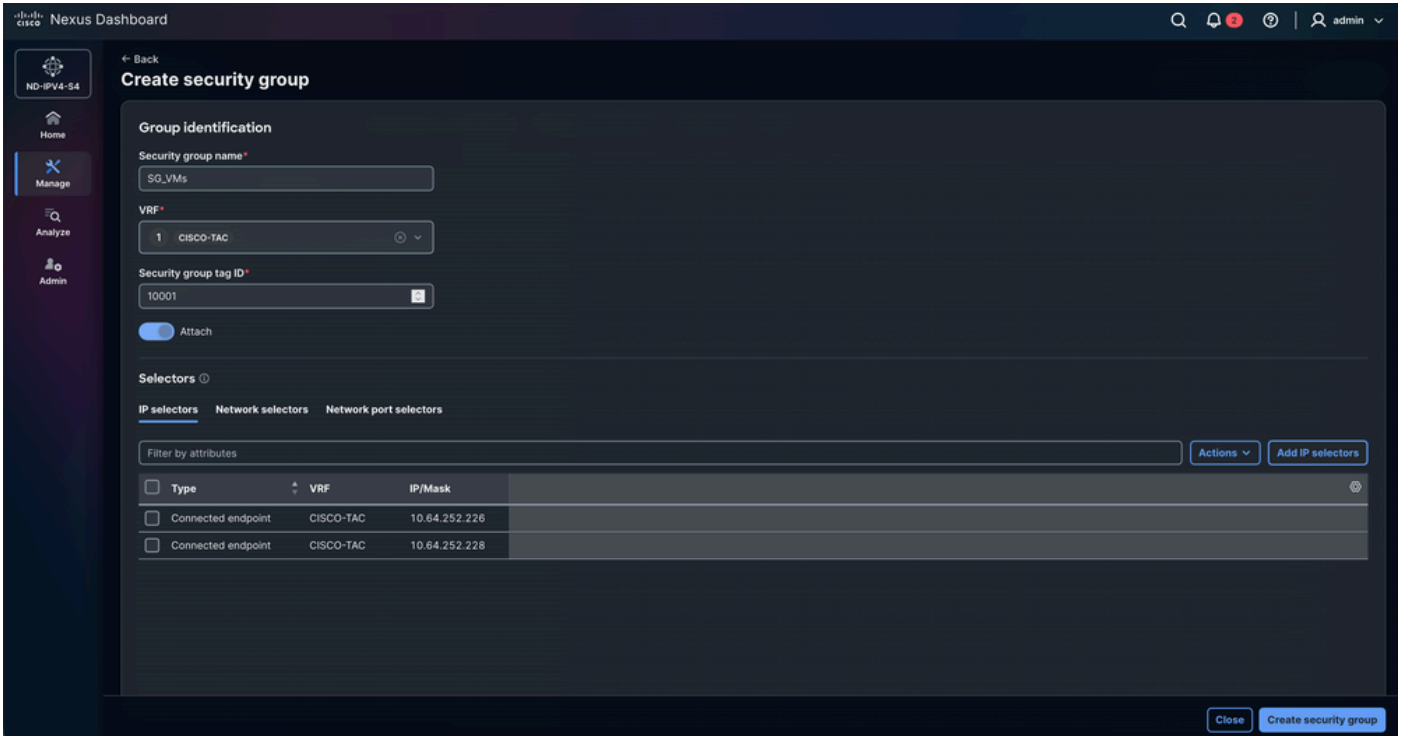 cisco Nexus Dashboard
2
admin
ND-IPV4-S4
Home
Manage
Analyze
Admin
← Back
Create security group
Group identification
Security group name*
SG_VMs
VRF*
1 CISCO-TAC
Security group tag ID*
10001
Attach
Selectors
IP selectors Network selectors Network port selectors
Filter by attributes
Actions
Add IP selectors
Type VRF IP/Mask
Connected endpoint CISCO-TAC 10.64.252.226
Connected endpoint CISCO-TAC 10.64.252.228
Close
Create security group